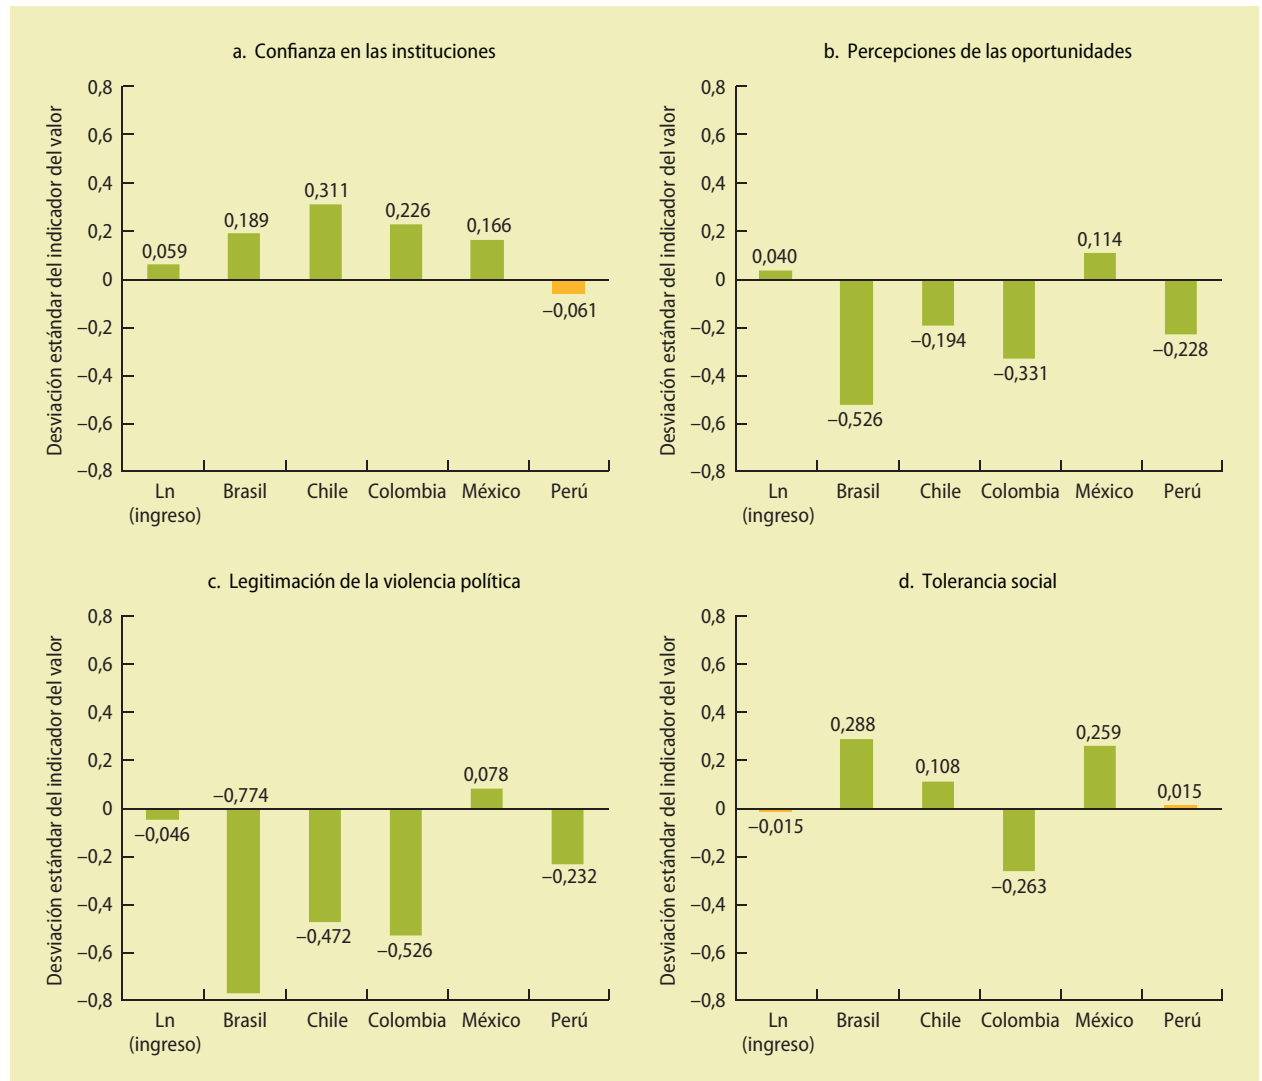 a. Confianza en las instituciones
Desviación estándar del indicador del valor
0,8
0,6
0,4
0,2
0
–0,2
–0,4
–0,6
–0,8
0,059
0,189
0,311
0,226
0,166
–0,061
Ln
(ingreso)
Brasil
Chile
Colombia
México
Perú
b. Percepciones de las oportunidades
Desviación estándar del indicador del valor
0,8
0,6
0,4
0,2
0
–0,2
–0,4
–0,6
–0,8
0,040
–0,526
–0,194
–0,331
0,114
–0,228
Ln
(ingreso)
Brasil
Chile
Colombia
México
Perú
c. Legitimación de la violencia política
Desviación estándar del indicador del valor
0,8
0,6
0,4
0,2
0
–0,2
–0,4
–0,6
–0,8
–0,046
–0,774
–0,472
–0,526
0,078
–0,232
Ln
(ingreso)
Brasil
Chile
Colombia
México
Perú
d. Tolerancia social
Desviación estándar del indicador del valor
0,8
0,6
0,4
0,2
0
–0,2
–0,4
–0,6
–0,8
–0,015
0,288
0,108
–0,263
0,259
0,015
Ln
(ingreso)
Brasil
Chile
Colombia
México
Perú